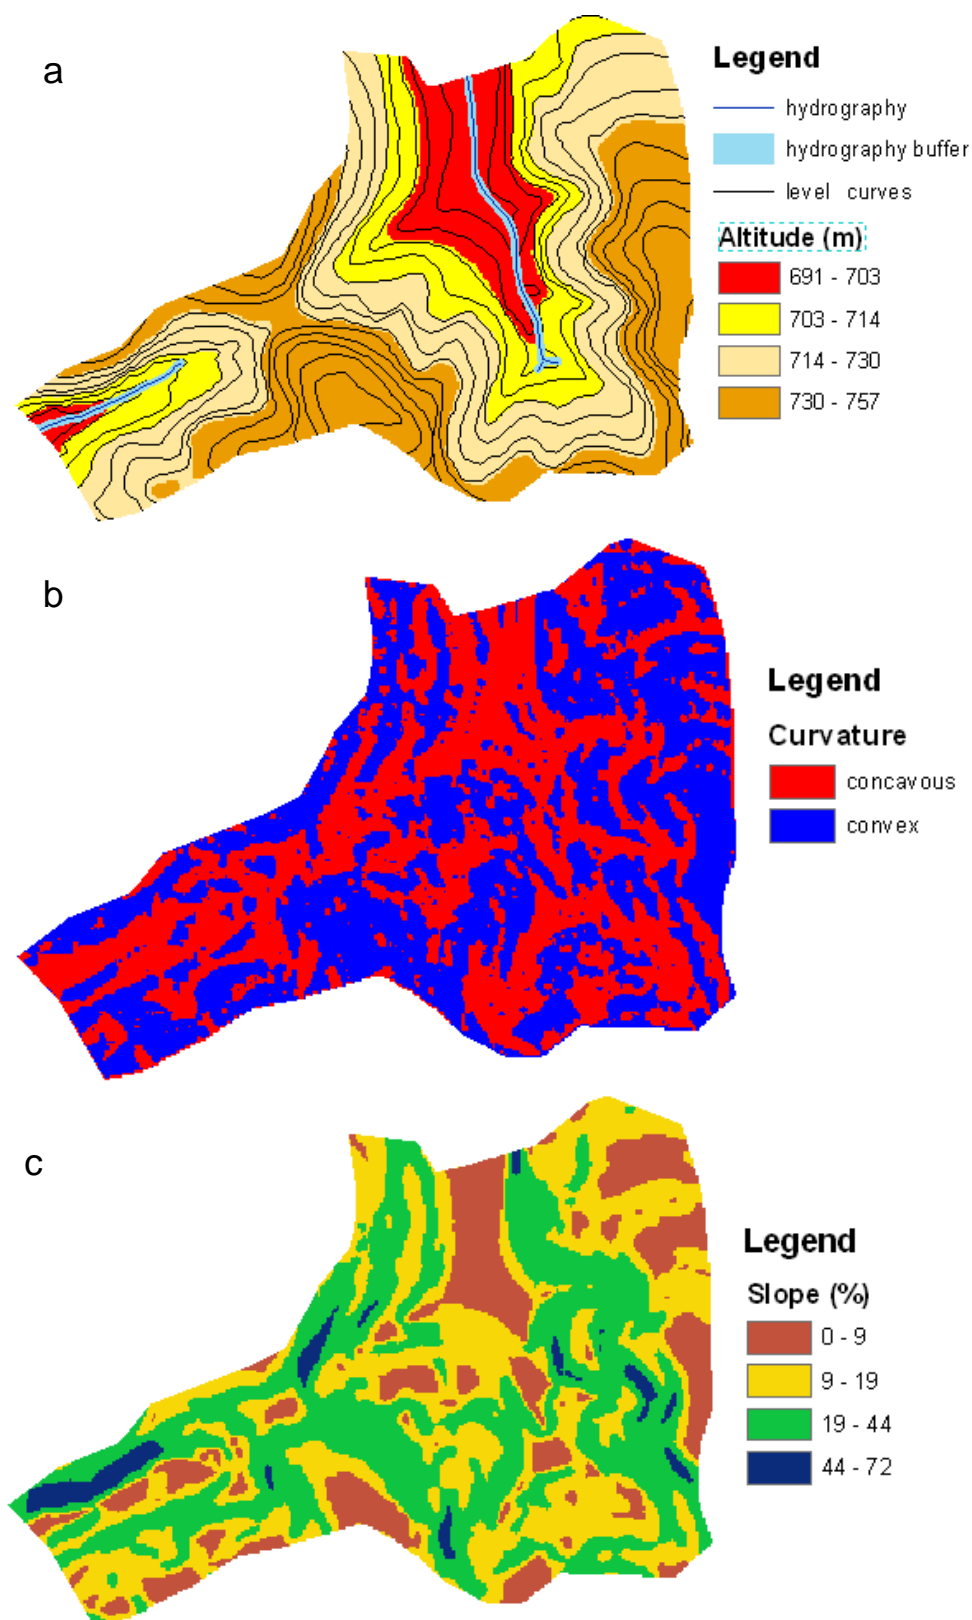 a
Legend
hydrography
hydrography buffer
level curves
Altitude (m)
691 - 703
703 - 714
714 - 730
730 - 757
b
Legend
Curvature
concavous
convex
c
Legend
Slope (%)
0 - 9
9 - 19
19 - 44
44 - 72